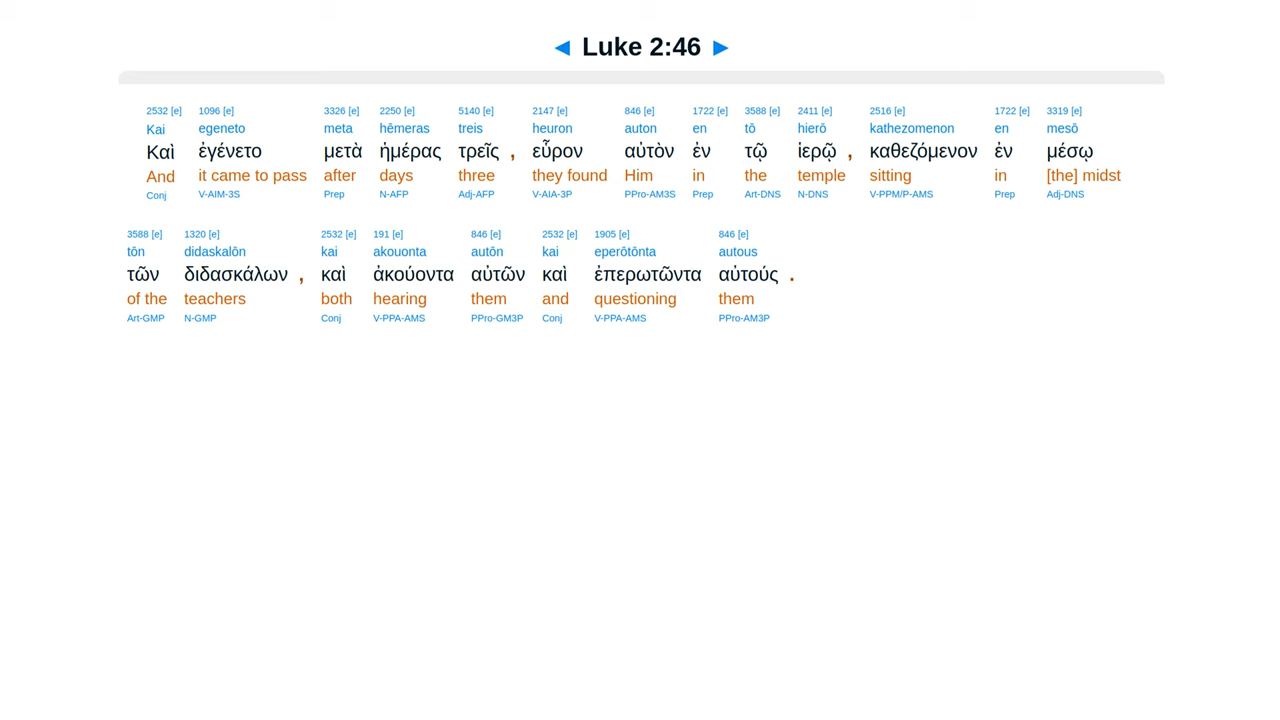 ◄ Luke 2:46 ►
2532 [e] 1096 [e] 3326 [e] 2250 [e] 5140 [e] 2147 [e] 846 [e] 1722 [e] 3588 [e] 2411 [e] 2516 [e] 1722 [e] 3319 [e]
Kai egeneto meta hēmeras treis heuron auton en tō hierō kathezomenon en mesō
Καὶ ἐγένετο μετὰ ἡμέρας τρεῖς , εὗρον αὐτὸν ἐν τῷ ἱερῷ , καθεζόμενον ἐν μέσῳ
And it came to pass after days three they found Him in the temple sitting in [the] midst
Conj V-AIM-3S Prep N-AFP Adj-AFP V-AIA-3P PPro-AM3S Prep Art-DNS N-DNS V-PPM/P-AMS Prep Adj-DNS
3588 [e] 1320 [e] 2532 [e] 191 [e] 846 [e] 2532 [e] 1905 [e] 846 [e]
tōn didaskalōn kai akouonta autōn kai eperōtōnta autous
τῶν διδασκάλων , καὶ ἀκούοντα αὐτῶν καὶ ἐπερωτῶντα αὐτούς .
of the teachers both hearing them and questioning them
Art-GMP N-GMP Conj V-PPA-AMS PPro-GM3P Conj V-PPA-AMS PPro-AM3P